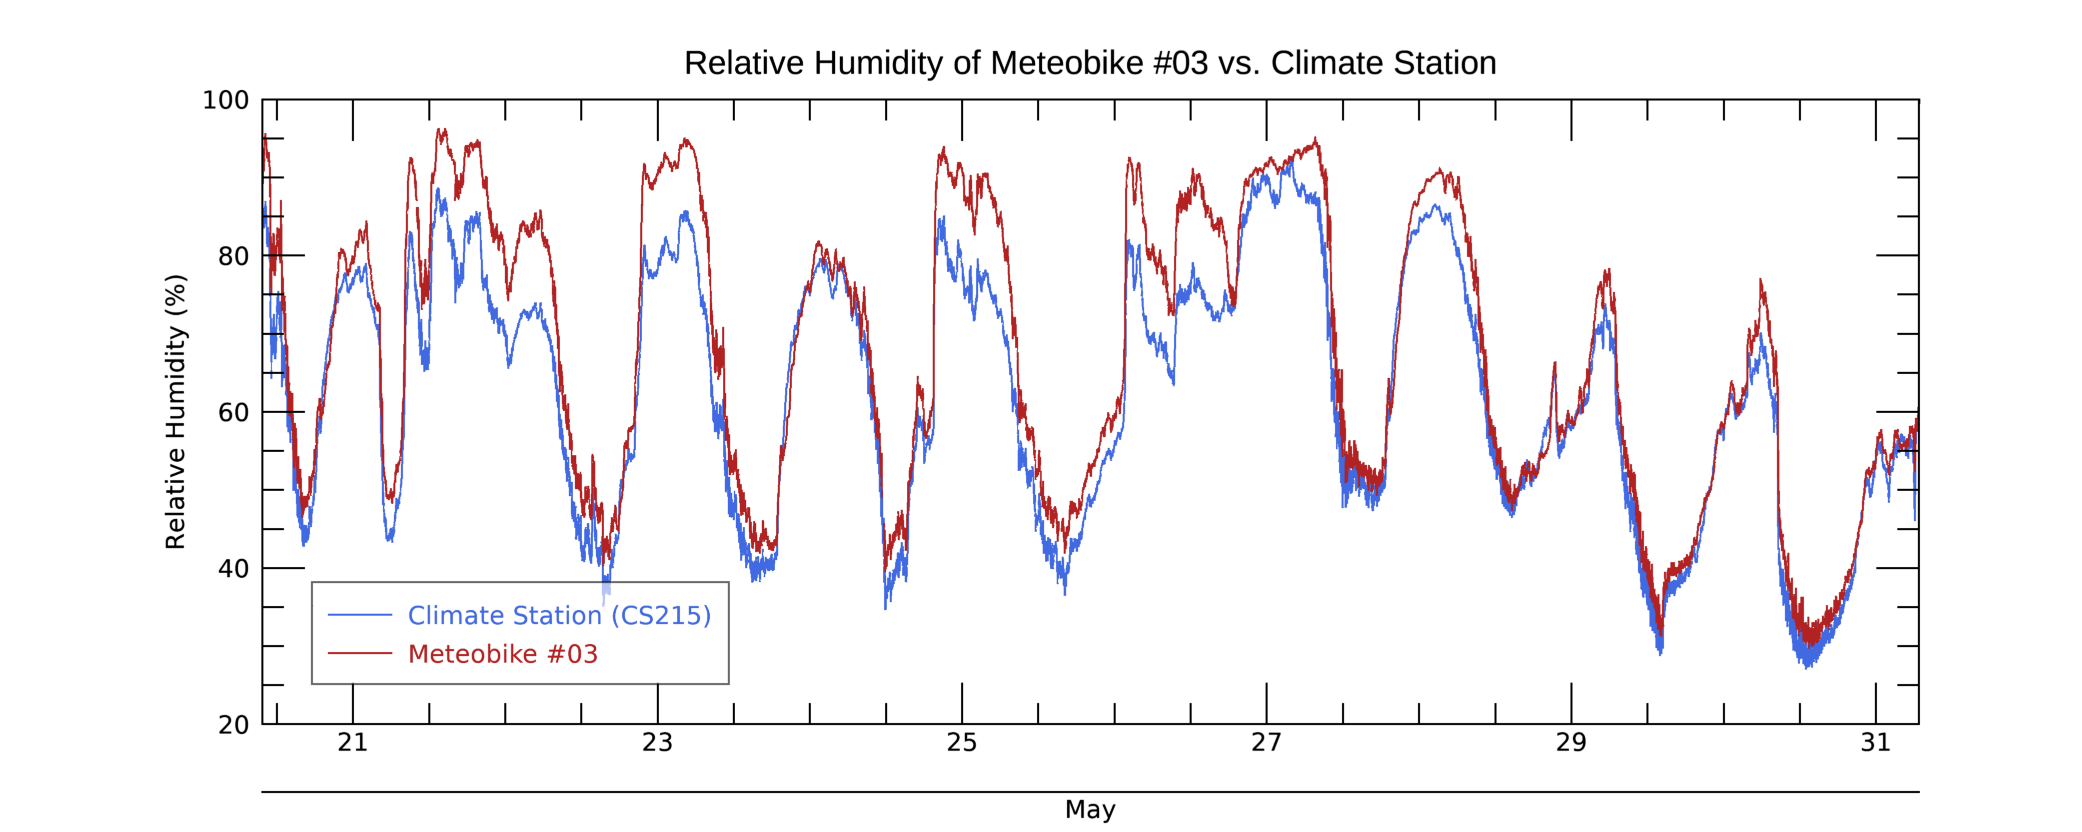 Relative Humidity of Meteobike #03 vs. Climate Station
Relative Humidity (%)
100
80
60
40
20
Climate Station (CS215)
Meteobike #03
21 23 25 27 29 31
May